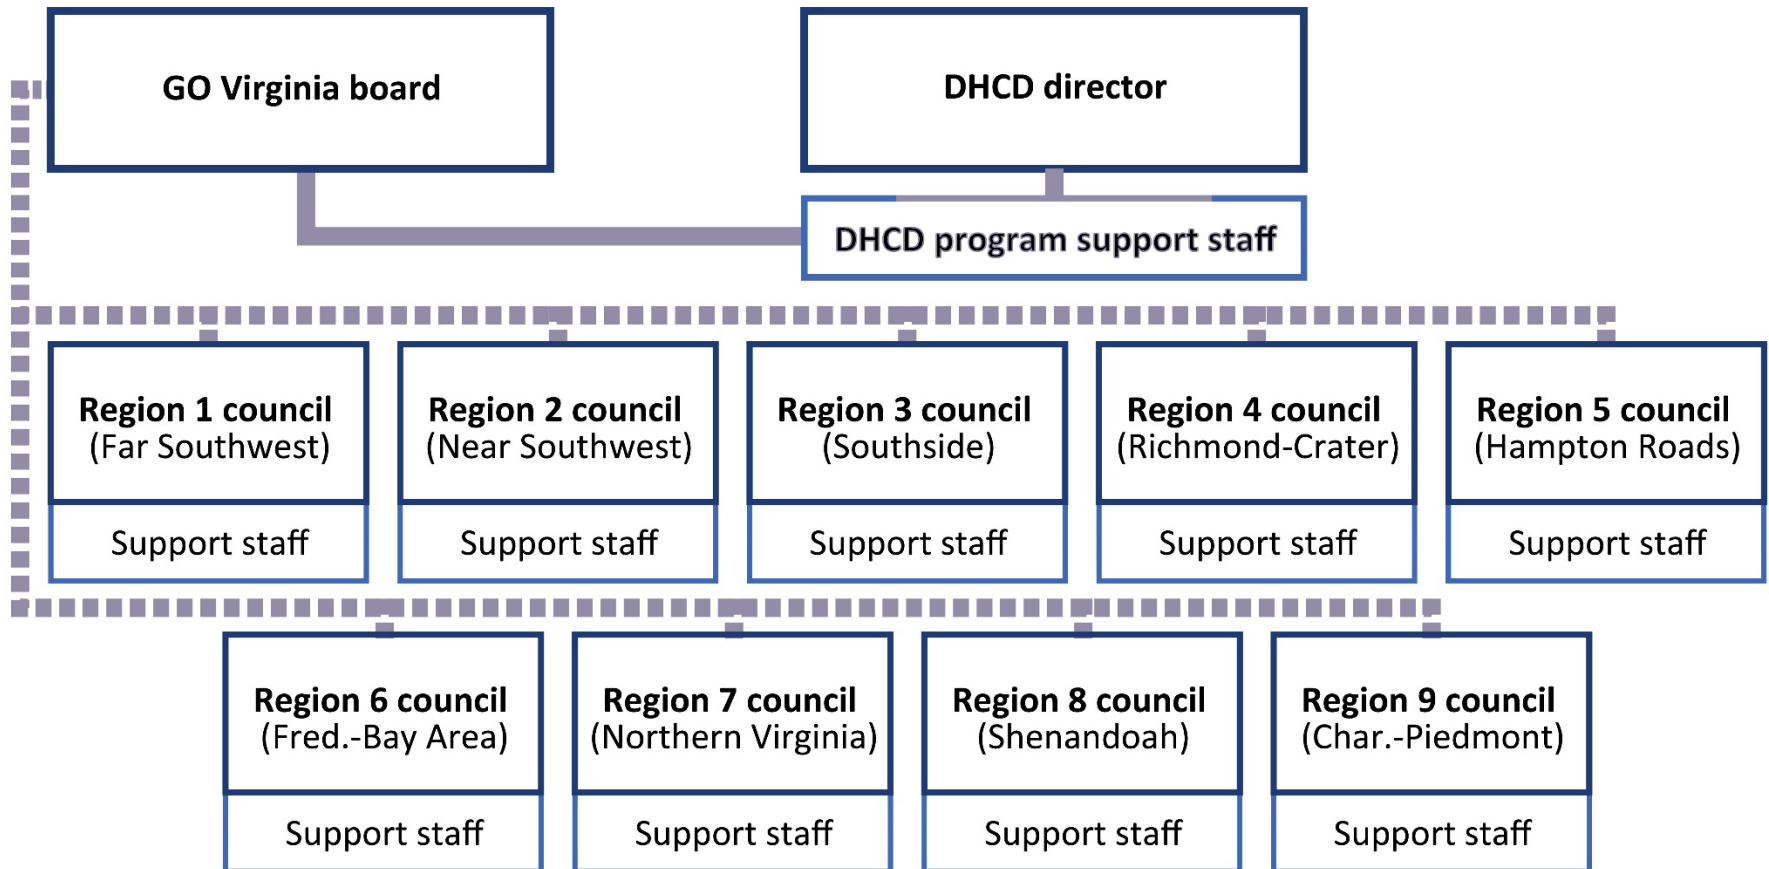 GO Virginia board
DHCD director
DHCD program support staff
Region 1 council
(Far Southwest)
Support staff
Region 2 council
(Near Southwest)
Support staff
Region 3 council
(Southside)
Support staff
Region 4 council
(Richmond-Crater)
Support staff
Region 5 council
(Hampton Roads)
Support staff
Region 6 council
(Fred.-Bay Area)
Support staff
Region 7 council
(Northern Virginia)
Support staff
Region 8 council
(Shenandoah)
Support staff
Region 9 council
(Char.-Piedmont)
Support staff